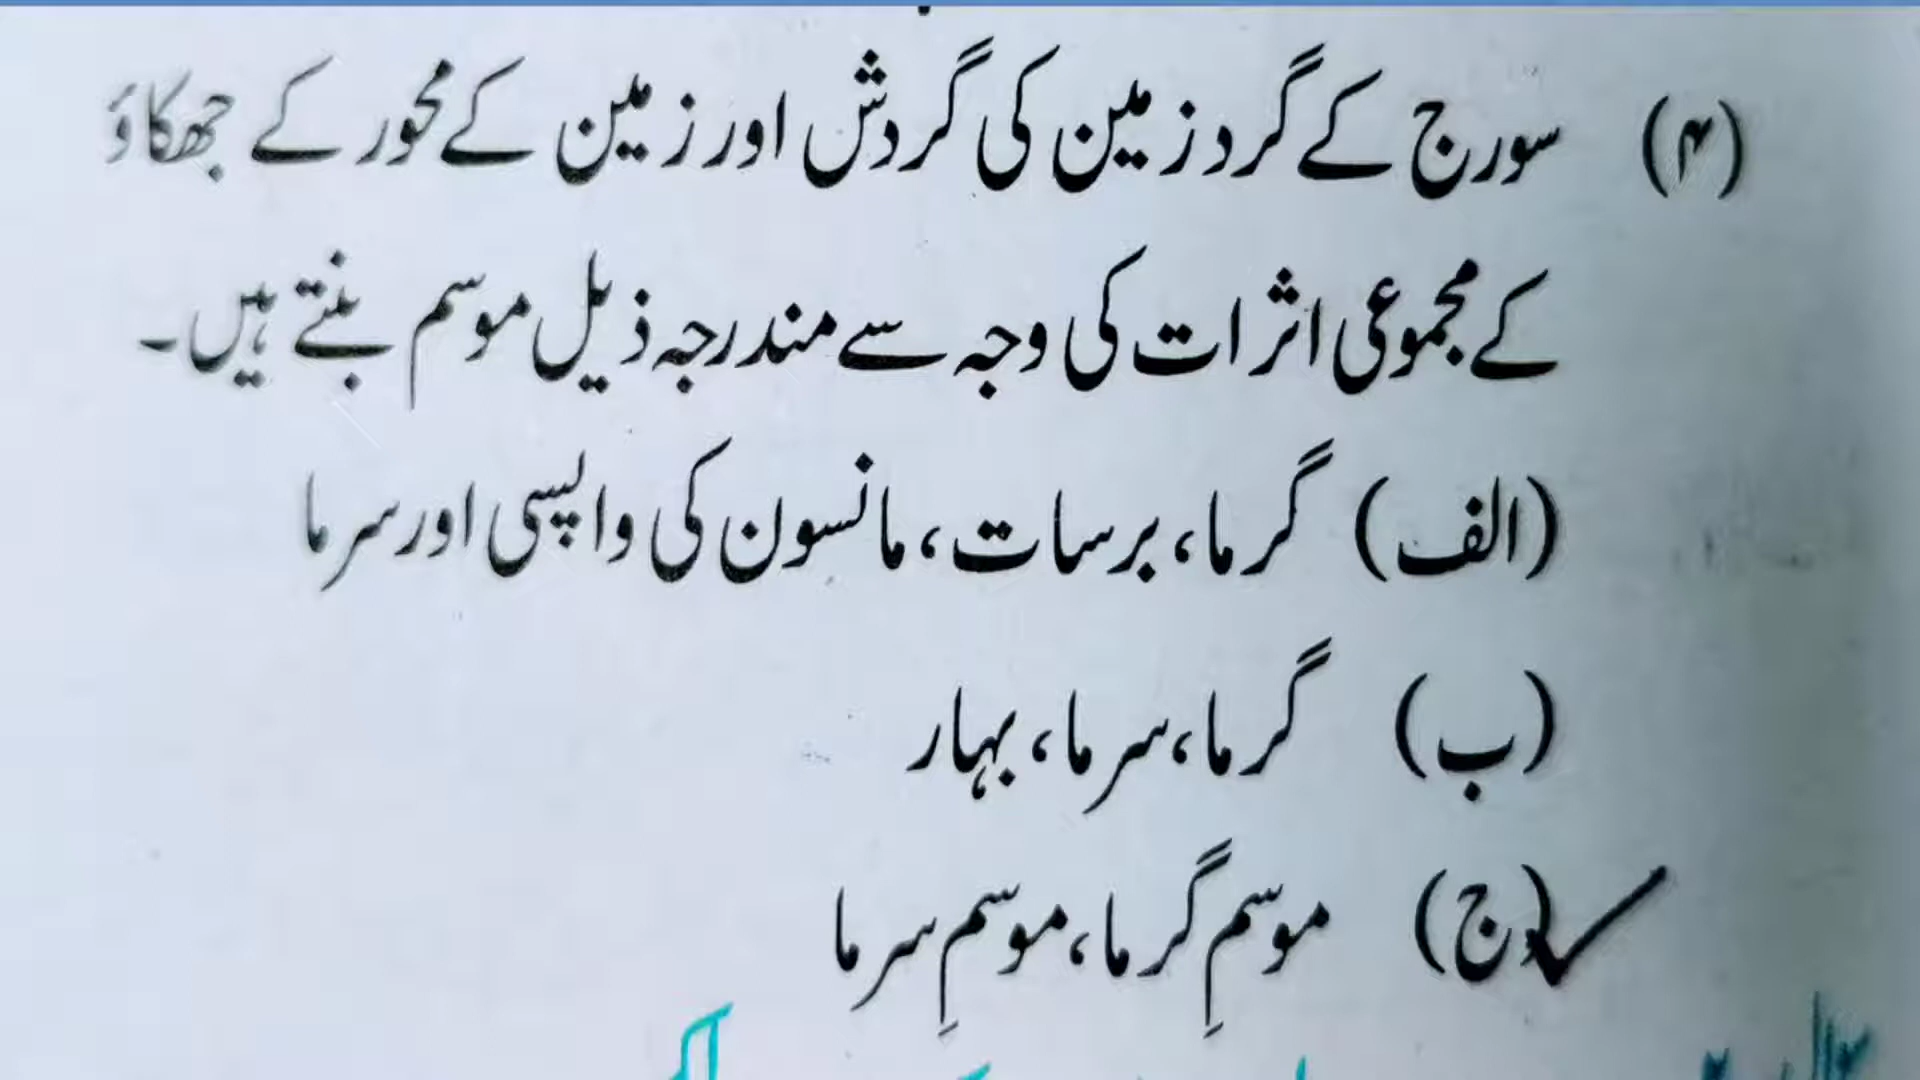 (۴) سورج کے گرد زمین کی گردش اور زمین کے محور کے جھکاؤ
کے مجموعی اثرات کی وجہ سے مندرجہ ذیل موسم بنتے ہیں۔
(الف) گرما، برسات، مانسون کی واپسی اور سرما
(ب) گرما، سرما، بہار
(ج) موسمِ گرما، موسمِ سرما